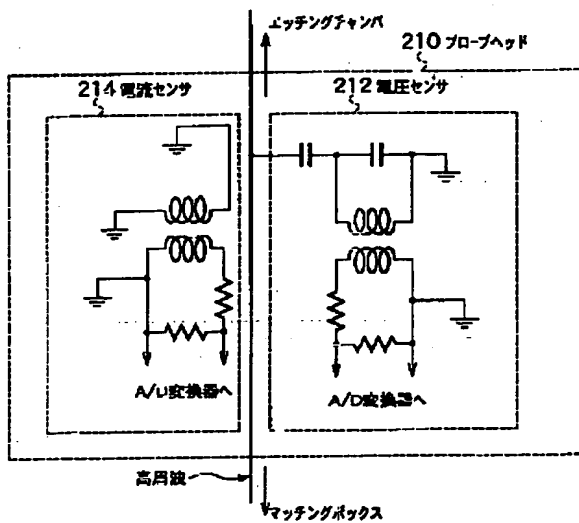 エッチングチャンバ
210 プローブヘッド
214 電流センサ
212 電圧センサ
A/D変換器へ
A/D変換器へ
高周波
マッチングボックス